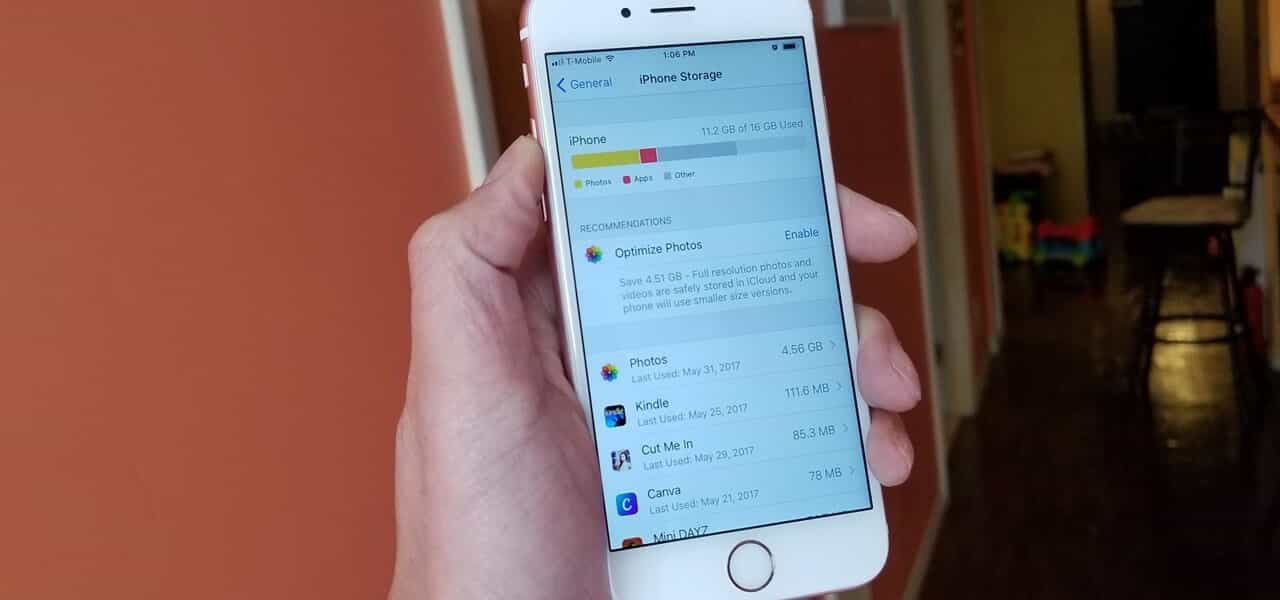 T-Mobile 1:06 PM
General iPhone Storage
iPhone 11.2 GB of 16 GB Used
Photos Apps Other
RECOMMENDATIONS
Optimize Photos Enable
Save 4.51 GB - Full resolution photos and
videos are safely stored in iCloud and your
phone will use smaller size versions.
Photos 4.56 GB
Last Used: May 31, 2017
Kindle 111.6 MB
Last Used: May 25, 2017
Cut Me In 85.3 MB
Last Used: May 29, 2017
Canva 78 MB
Last Used: May 21, 2017
Mini DAYZ